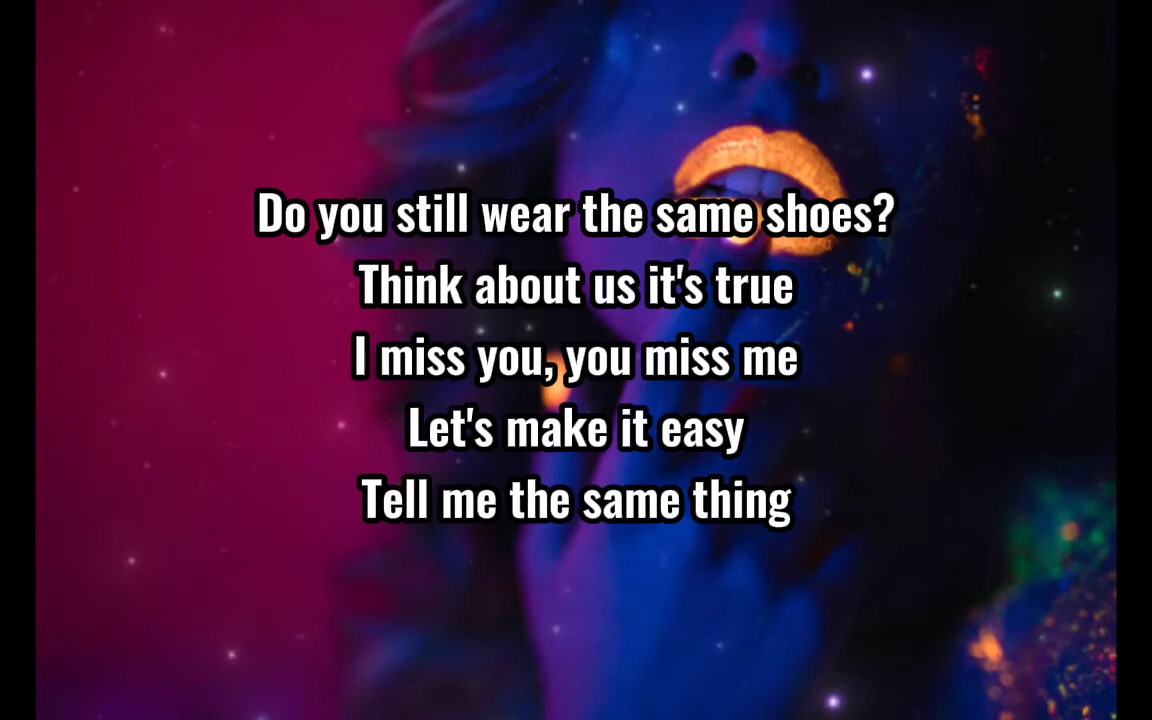 Do you still wear the same shoes?
Think about us it's true
I miss you, you miss me
Let's make it easy
Tell me the same thing